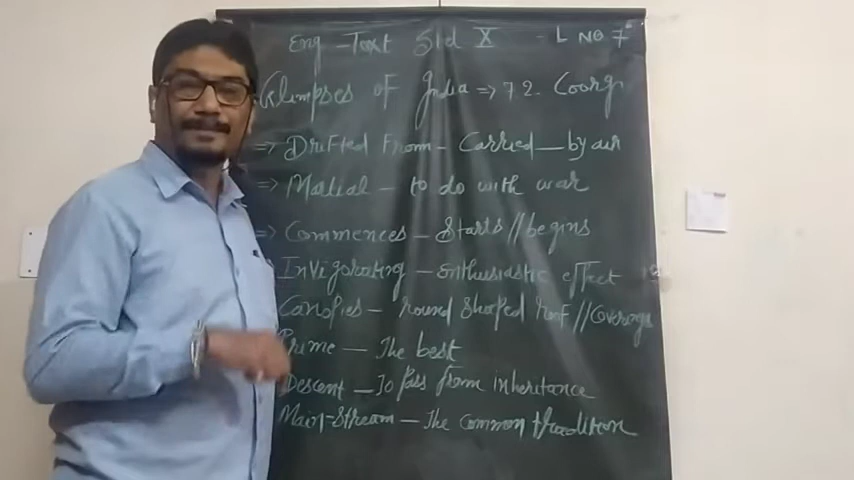 Eng - Text Std X - L NO 7
Glimpses of India => 7 2. Coorg
=> Drifted From - Carried by air
=> Martial - to do with war
=> Commences - Starts // begins
Invigorating - enthusiastic effect
Canopies - round shaped roof //
Prime - The best
Descent - To pass from inheritance
Main-Stream - The common tradition